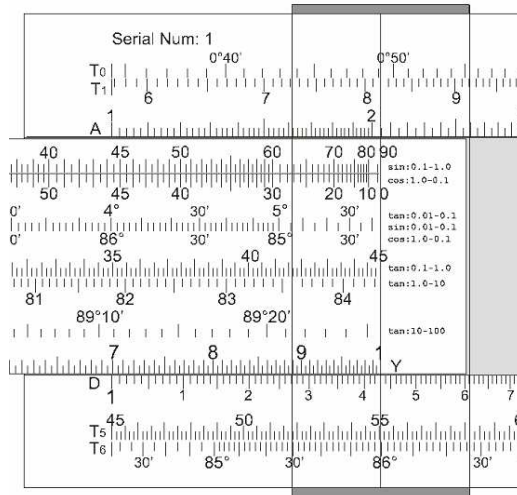 Serial Num: 1
0°40' 0°50'
T0
T1
6 7 8 9
1 2
A
40 45 50 60 70 80 90
sin:0.1-1.0
cos:1.0-0.1
50 45 40 30 20 10 0
0' 4° 30' 5° 30'
tan:0.01-0.1
sin:0.01-0.1
cos:1.0-0.1
0' 86° 30' 85° 30'
35 40 45
tan:0.1-1.0
tan:1.0-10
81 82 83 84
89°10' 89°20'
tan:10-100
7 8 9 1 Y
D
1 1 2 3 4 5 6 7
45 50 55
T5
T6
30' 85° 30' 86° 30'